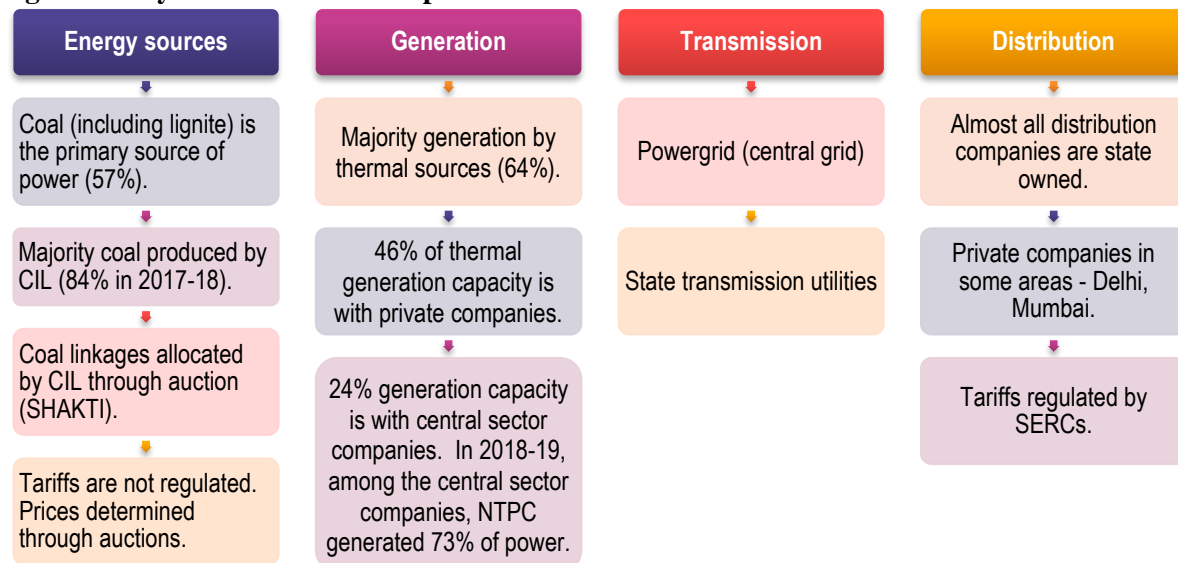 Energy sources
Coal (including lignite) is
the primary source of
power (57%).
Majority coal produced by
CIL (84% in 2017-18).
Coal linkages allocated
by CIL through auction
(SHAKTI).
Tariffs are not regulated.
Prices determined
through auctions.
Generation
Majority generation by
thermal sources (64%).
46% of thermal
generation capacity is
with private companies.
24% generation capacity
is with central sector
companies. In 2018-19,
among the central sector
companies, NTPC
generated 73% of power.
Transmission
Powergrid (central grid)
State transmission utilities
Distribution
Almost all distribution
companies are state
owned.
Private companies in
some areas - Delhi,
Mumbai.
Tariffs regulated by
SERCs.